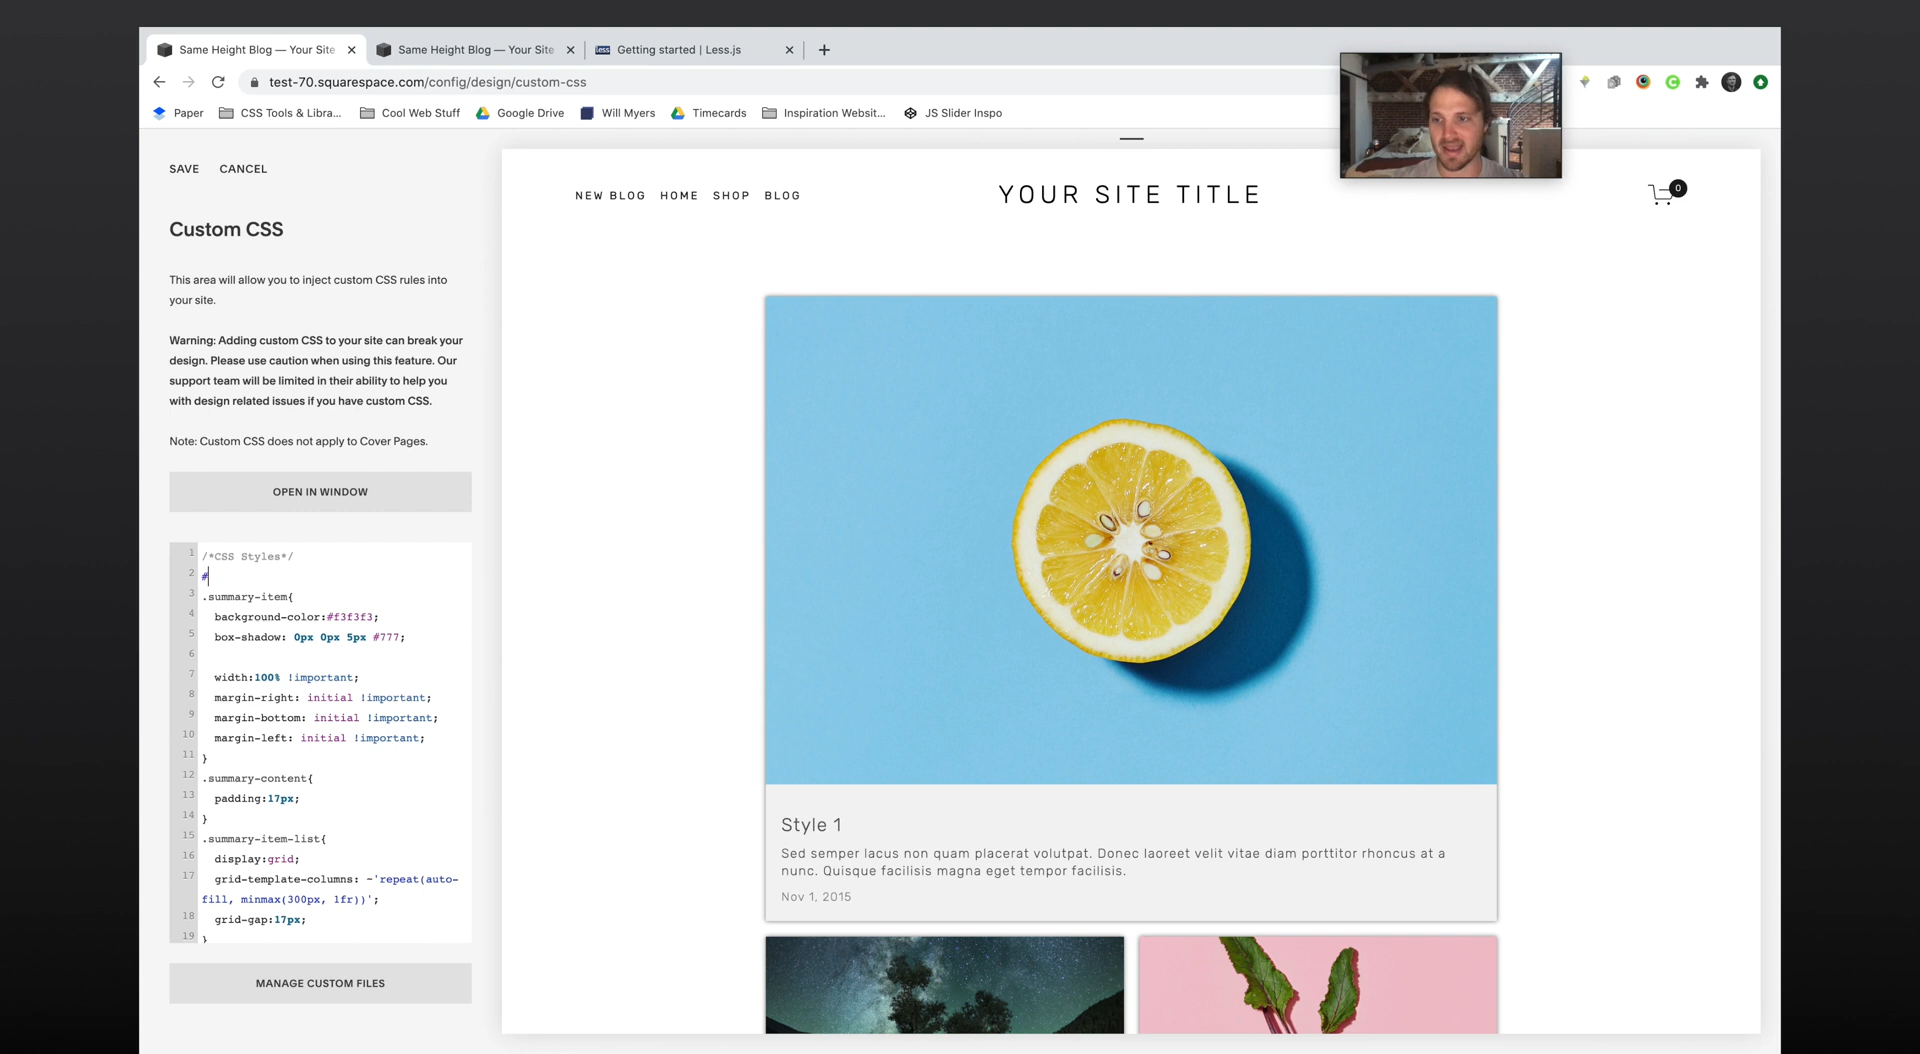 Same Height Blog — Your Site
Same Height Blog — Your Site
less
Getting started | Less.js
test-70.squarespace.com/config/design/custom-css
Paper
CSS Tools & Libra...
Cool Web Stuff
Google Drive
Will Myers
Timecards
Inspiration Websit...
JS Slider Inspo
SAVE CANCEL
NEW BLOG HOME SHOP BLOG
YOUR SITE TITLE
0
Custom CSS
This area will allow you to inject custom CSS rules into
your site.
Warning: Adding custom CSS to your site can break your
design. Please use caution when using this feature. Our
support team will be limited in their ability to help you
with design related issues if you have custom CSS.
Note: Custom CSS does not apply to Cover Pages.
OPEN IN WINDOW
1 /*CSS Styles*/
2 #
3 .summary-item{
4 background-color:#f3f3f3;
5 box-shadow: 0px 0px 5px #777;
6
7 width:100% !important;
8 margin-right: initial !important;
9 margin-bottom: initial !important;
10 margin-left: initial !important;
11 }
12 .summary-content{
13 padding:17px;
14 }
15 .summary-item-list{
16 display:grid;
17 grid-template-columns: ~'repeat(auto-
fill, minmax(300px, 1fr))';
18 grid-gap:17px;
19 }
MANAGE CUSTOM FILES
Style 1
Sed semper lacus non quam placerat volutpat. Donec laoreet velit vitae diam porttitor rhoncus at a
nunc. Quisque facilisis magna eget tempor facilisis.
Nov 1, 2015